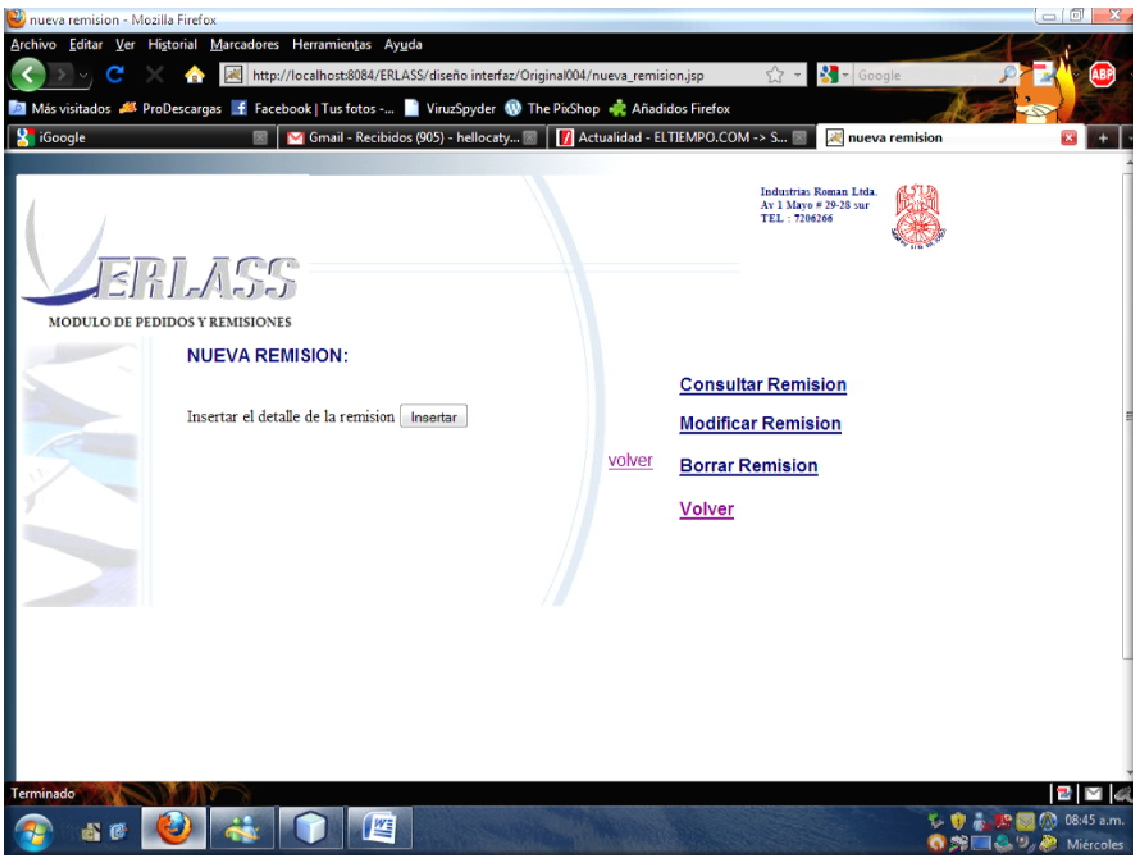 nueva remision - Mozilla Firefox
Archivo Editar Ver Historial Marcadores Herramientas Ayuda
http://localhost:8084/ERLASS/diseño interfaz/Original004/nueva_remision.jsp
Google
ABP
Más visitados ProDescargas Facebook | Tus fotos -... ViruzSpyder The PixShop Añadidos Firefox
iGoogle
Gmail - Recibidos (905) - hellocaty...
Actualidad - ELTIEMPO.COM -> S...
nueva remision
Industrias Roman Ltda.
Av 1 Mayo # 29-28 sur
TEL : 7206266
ERLASS
MODULO DE PEDIDOS Y REMISIONES
NUEVA REMISION:
Insertar el detalle de la remision Insertar
Consultar Remision
Modificar Remision
volver
Borrar Remision
Volver
Terminado
08:45 a.m.
Miércoles